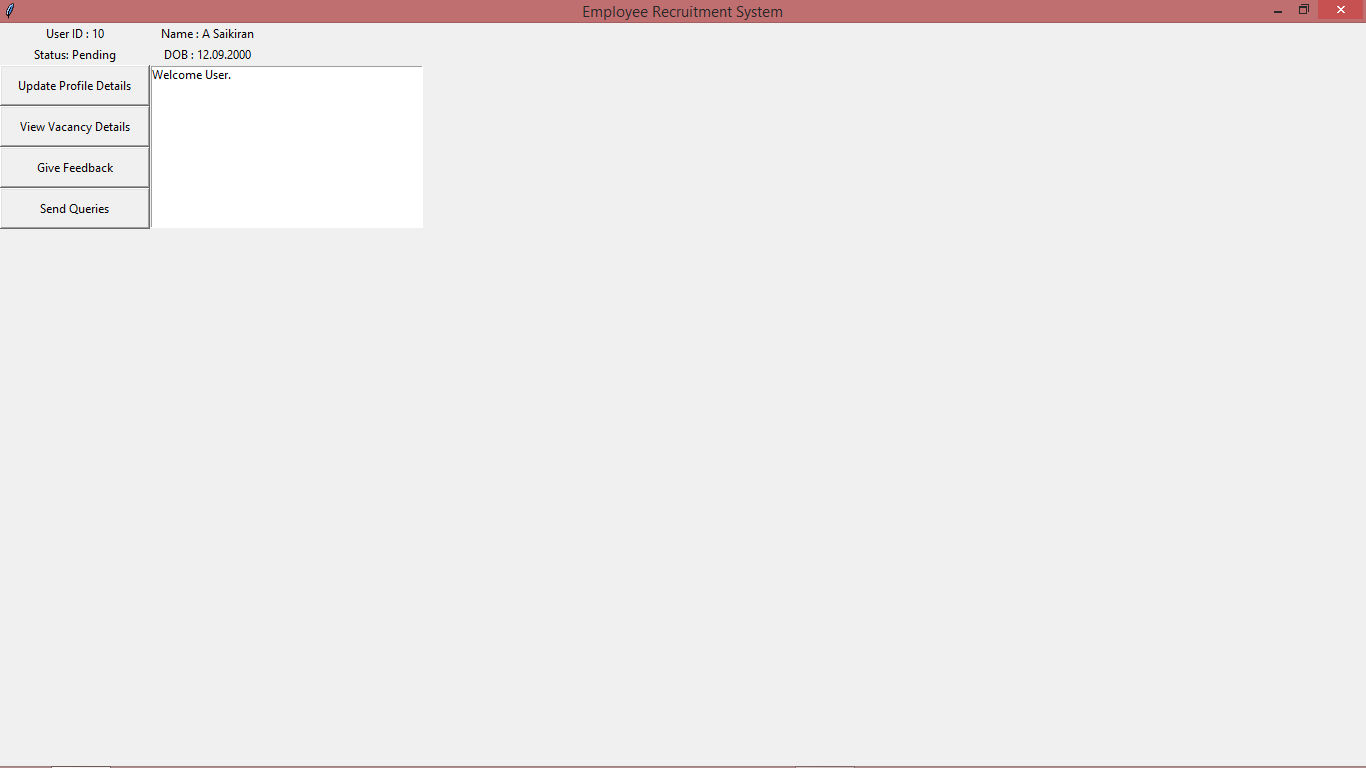 Employee Recruitment System
User ID : 10 Name : A Saikiran
Status: Pending DOB : 12.09.2000
Update Profile Details
Welcome User.
View Vacancy Details
Give Feedback
Send Queries